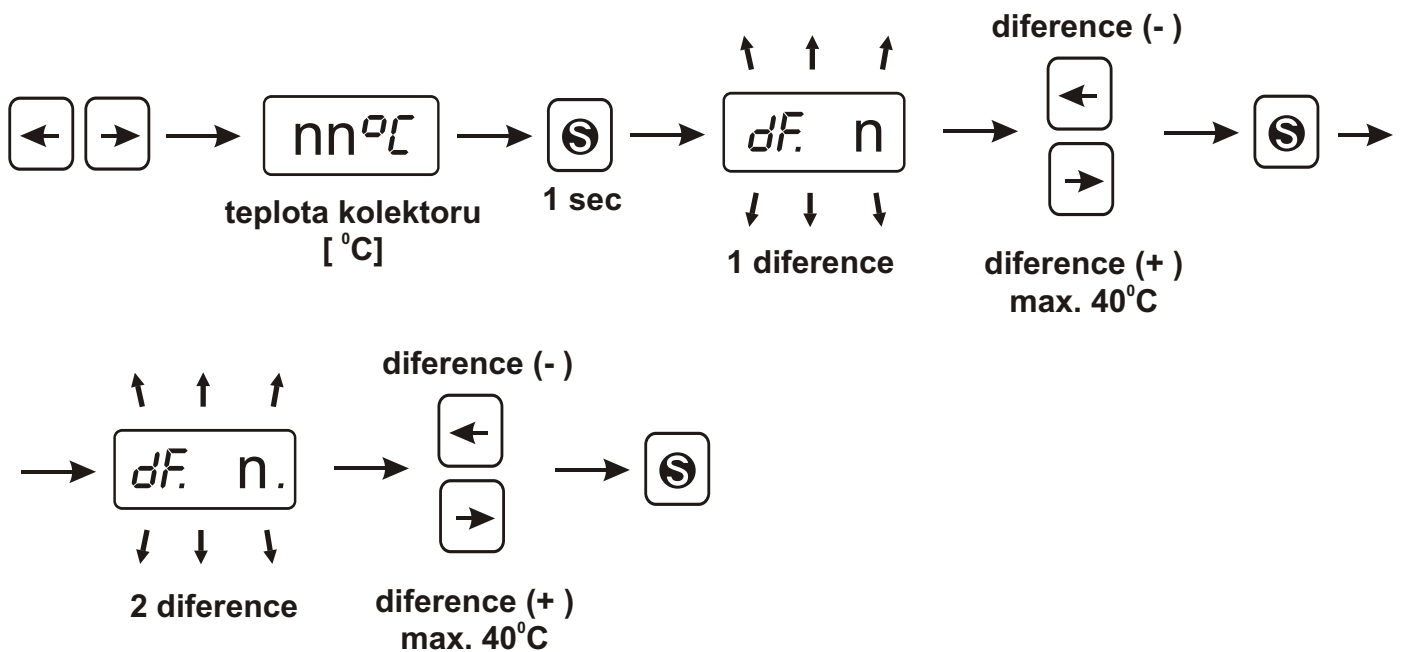 diference (- )
nn°C
S
dF. n
S
teplota kolektoru
[ °C]
1 sec
1 diference
diference (+ )
max. 40°C
diference (- )
dF. n.
S
2 diference
diference (+ )
max. 40°C